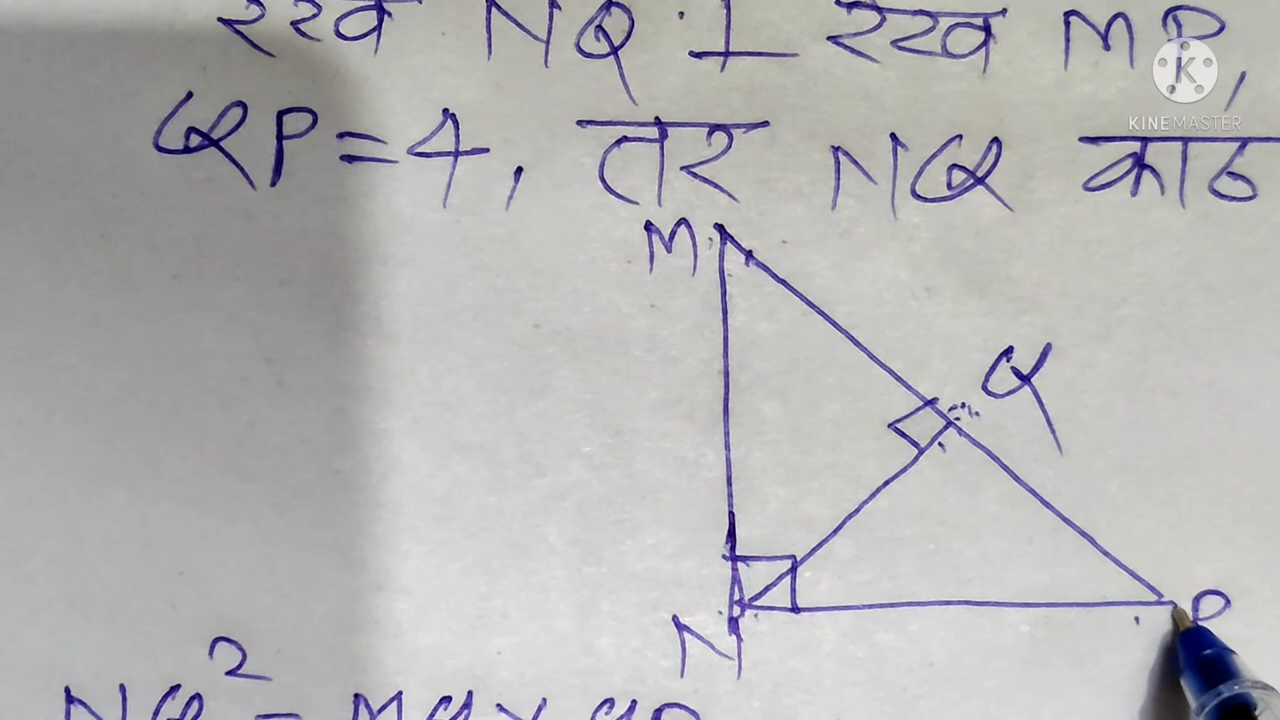 रेख NQ ⊥ रेख MP,
QP = 4, तर NQ काढ
M
Q
N
P
NQ² = MQ × QP
KINEMASTER